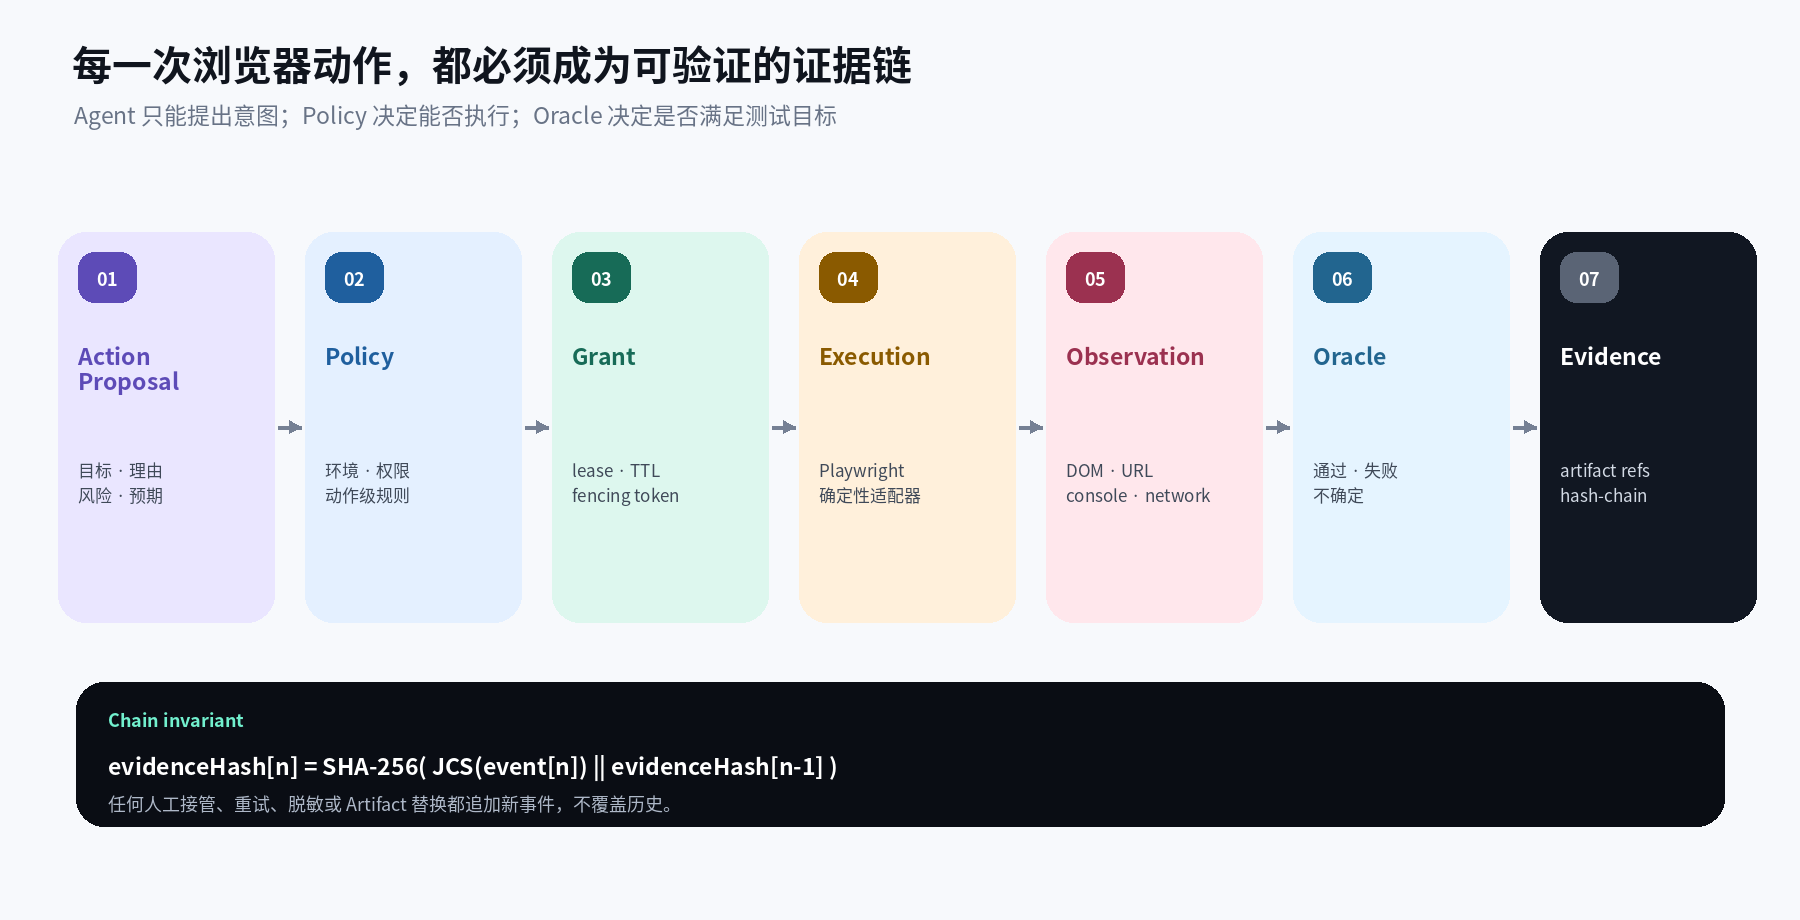 每一次浏览器动作，都必须成为可验证的证据链
Agent 只能提出意图；Policy 决定能否执行；Oracle 决定是否满足测试目标
01
Action
Proposal
目标 · 理由
风险 · 预期
02
Policy
环境 · 权限
动作级规则
03
Grant
lease · TTL
fencing token
04
Execution
Playwright
确定性适配器
05
Observation
DOM · URL
console · network
06
Oracle
通过 · 失败
不确定
07
Evidence
artifact refs
hash-chain
Chain invariant
evidenceHash[n] = SHA-256( JCS(event[n]) || evidenceHash[n-1] )
任何人工接管、重试、脱敏或 Artifact 替换都追加新事件，不覆盖历史。